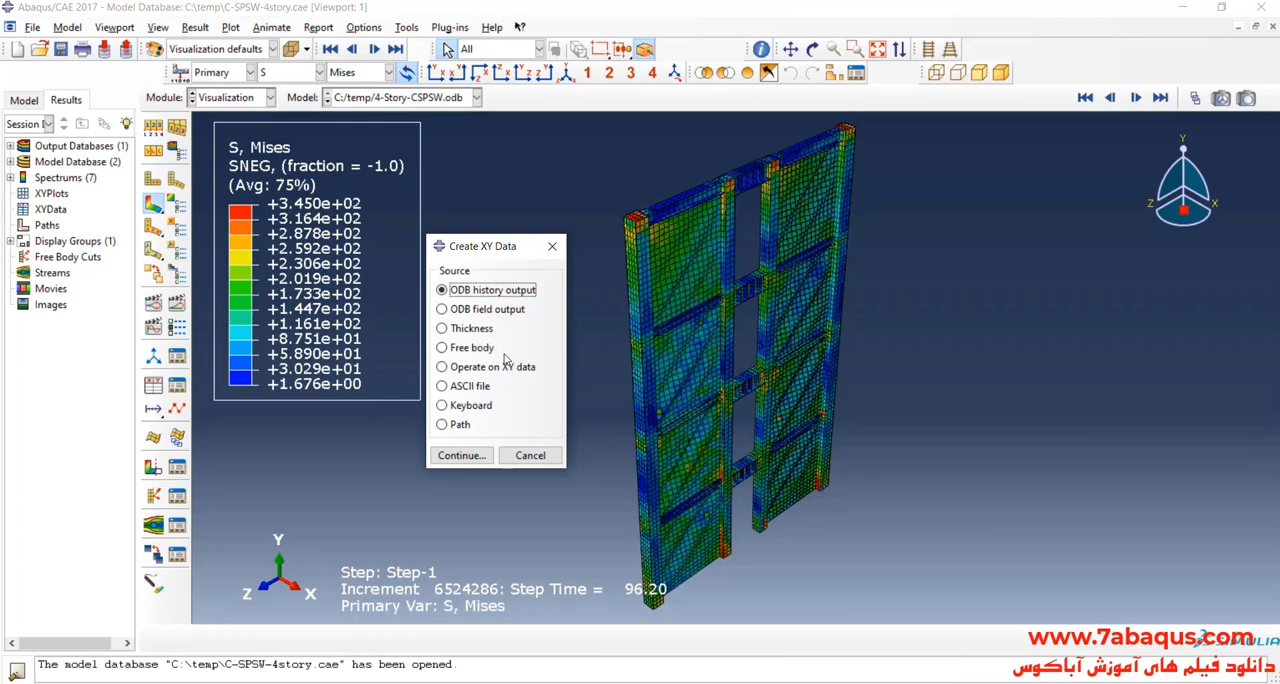 Abaqus/CAE 2017 - Model Database: C:\temp\C-SPSW-4story.cae [Viewport: 1]
File Model Viewport View Result Plot Animate Report Options Tools Plug-ins Help
Visualization defaults All
Primary S Mises 1 2 3 4
Model Results Module: Visualization Model: C:/temp/4-Story-CSPSW.odb
Session
Output Databases (1)
Model Database (2)
Spectrums (7)
XYPlots
XYData
Paths
Display Groups (1)
Free Body Cuts
Streams
Movies
Images
S, Mises
SNEG, (fraction = -1.0)
(Avg: 75%)
+3.450e+02
+3.164e+02
+2.878e+02
+2.592e+02
+2.306e+02
+2.019e+02
+1.733e+02
+1.447e+02
+1.161e+02
+8.751e+01
+5.890e+01
+3.029e+01
+1.676e+00
Create XY Data
Source
ODB history output
ODB field output
Thickness
Free body
Operate on XY data
ASCII file
Keyboard
Path
Continue... Cancel
Y
Z X
Y
Z X
Step: Step-1
Increment 6524286: Step Time = 96.20
Primary Var: S, Mises
www.7abaqus.com
SIMULIA
دانلود فیلم های آموزش آباکوس
The model database "C:\temp\C-SPSW-4story.cae" has been opened.